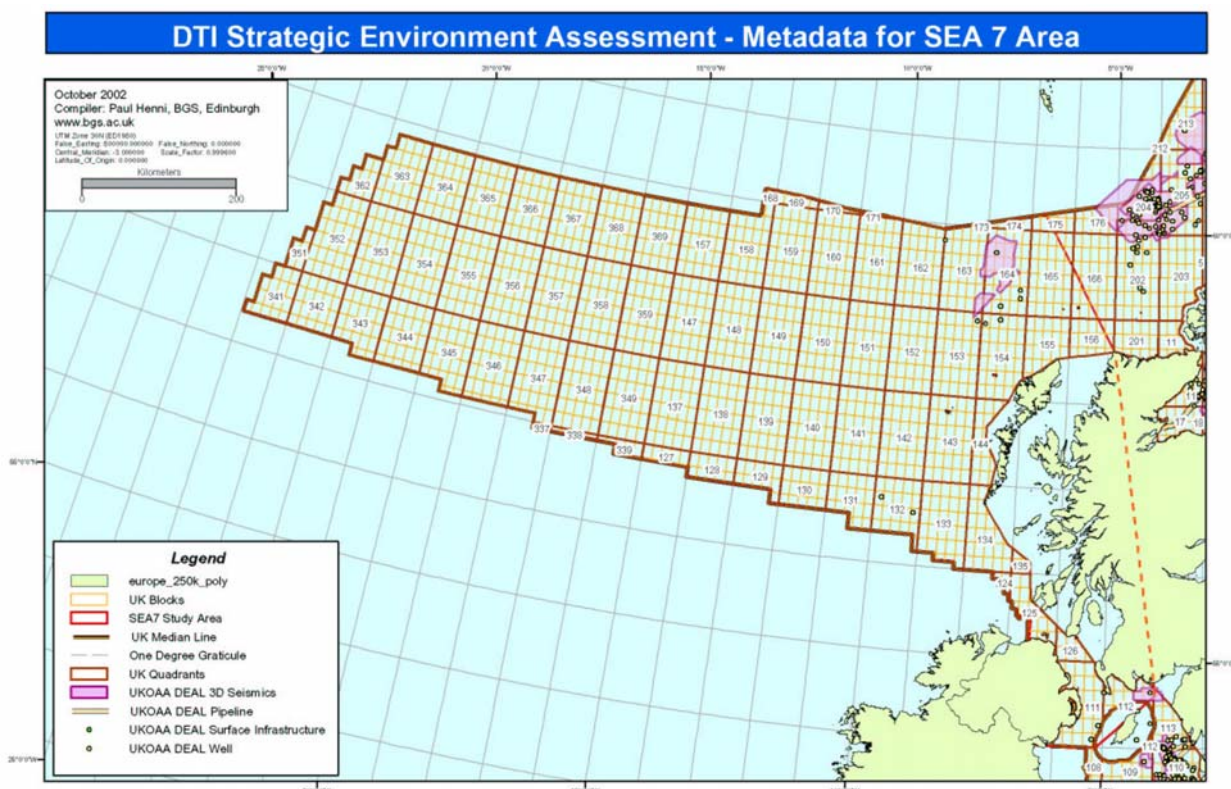 DTI Strategic Environment Assessment - Metadata for SEA 7 Area
October 2002
Compiler: Paul Henni, BGS, Edinburgh
www.bgs.ac.uk
Kilometers
0 200
213
212
205
204
362 363 364 365 366 367 368 369
168 169 170 171
173 174 175 176
157 158 159 160 161 162 163 164 165 166
202 203
351 352 353 354 355 356 357 358 359
147 148 149 150 151 152 153 154 155 156
201 11
341 342 343 344 345 346 347 348 349
137 138 139 140 141 142 143 144
17 18
337 338 339
127 128 129 130 131 132 133 134 135
124
125
126
111 112
113
112
108 109 110
Legend
europe_250k_poly
UK Blocks
SEA7 Study Area
UK Median Line
One Degree Graticule
UK Quadrants
UKOAA DEAL 3D Seismics
UKOAA DEAL Pipeline
UKOAA DEAL Surface Infrastructure
UKOAA DEAL Well